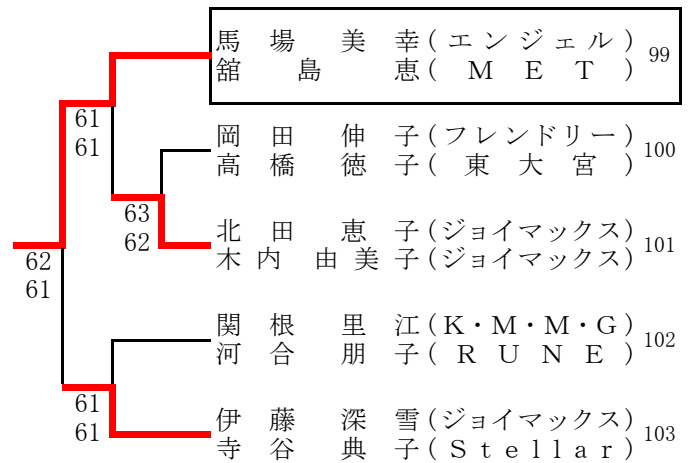 馬場美幸(エンジェル) 99
舘島恵(MET)
61
61
岡田伸子(フレンドリー) 100
高橋徳子(東大宮)
63
62
北田恵子(ジョイマックス) 101
木内由美子(ジョイマックス)
62
61
関根里江(K・M・M・G) 102
河合朋子(RUNE)
61
61
伊藤深雪(ジョイマックス) 103
寺谷典子(Stellar)